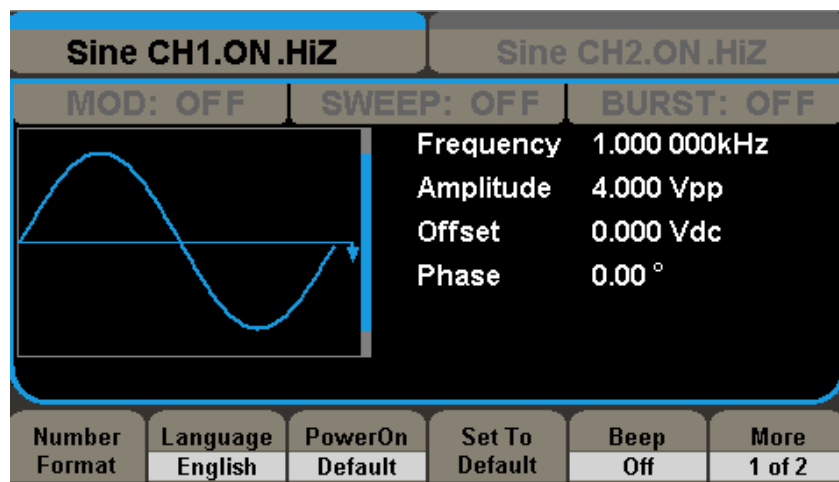 Sine CH1.ON.HiZ
Sine CH2.ON.HiZ
MOD: OFF
SWEEP: OFF
BURST: OFF
Frequency 1.000 000kHz
Amplitude 4.000 Vpp
Offset 0.000 Vdc
Phase 0.00 °
Number Format
Language English
PowerOn Default
Set To Default
Beep Off
More 1 of 2